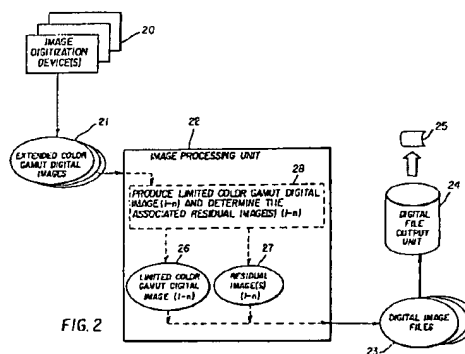 20
IMAGE
DIGITIZATION
DEVICE(S)
21
EXTENDED COLOR
GAMUT DIGITAL
IMAGES
22
IMAGE PROCESSING UNIT
28
PRODUCE LIMITED COLOR GAMUT DIGITAL
IMAGE (1-n) AND DETERMINE THE
ASSOCIATED RESIDUAL IMAGE(S) (1-n)
26
LIMITED COLOR
GAMUT DIGITAL
IMAGE (1-n)
27
RESIDUAL
IMAGE(S)
(1-n)
25
24
DIGITAL
FILE
OUTPUT
UNIT
DIGITAL IMAGE
FILES
23
FIG. 2